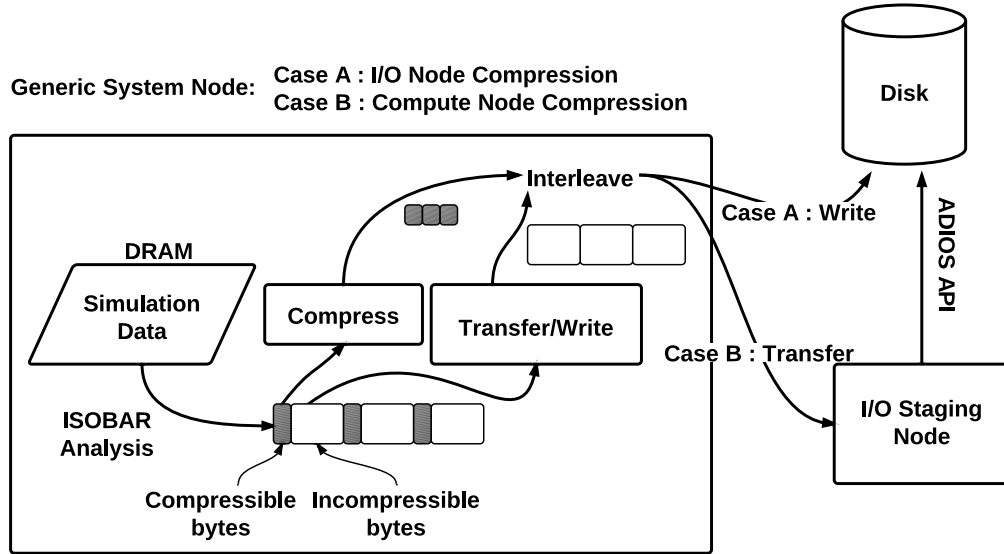 Generic System Node:
Case A : I/O Node Compression
Case B : Compute Node Compression
Disk
Interleave
Case A : Write
ADIOS API
DRAM
Simulation
Data
Compress
Transfer/Write
Case B : Transfer
I/O Staging
Node
ISOBAR
Analysis
Compressible
bytes
Incompressible
bytes